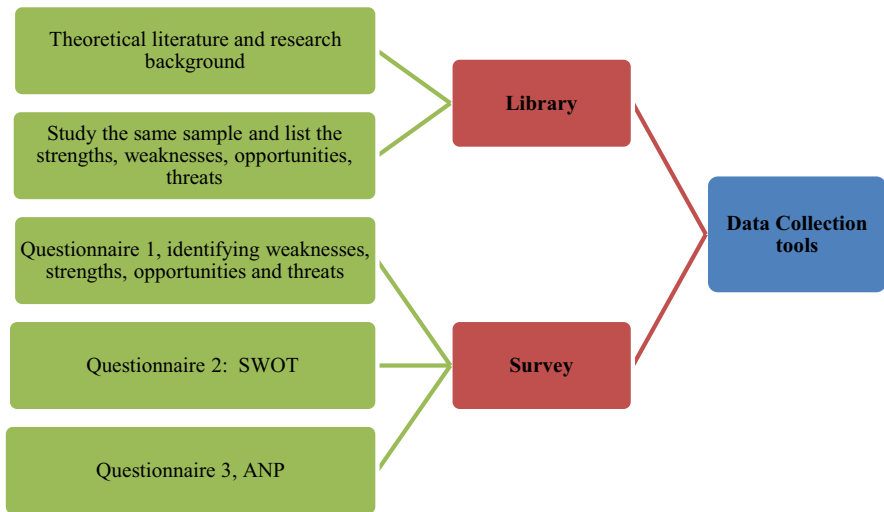 Theoretical literature and research
background
Library
Study the same sample and list the
strengths, weaknesses, opportunities,
threats
Data Collection
tools
Questionnaire 1, identifying weaknesses,
strengths, opportunities and threats
Questionnaire 2:  SWOT
Survey
Questionnaire 3, ANP